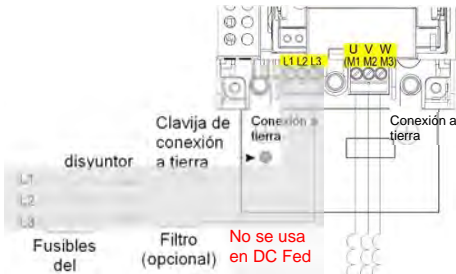 L1 L2 L3
U V W
(M1 M2 M3)
Clavija de
conexión
a tierra
Conexión a
tierra
Conexión a
tierra
disyuntor
L1
L2
L3
Fusibles
del
Filtro
(opcional)
No se usa
en DC Fed